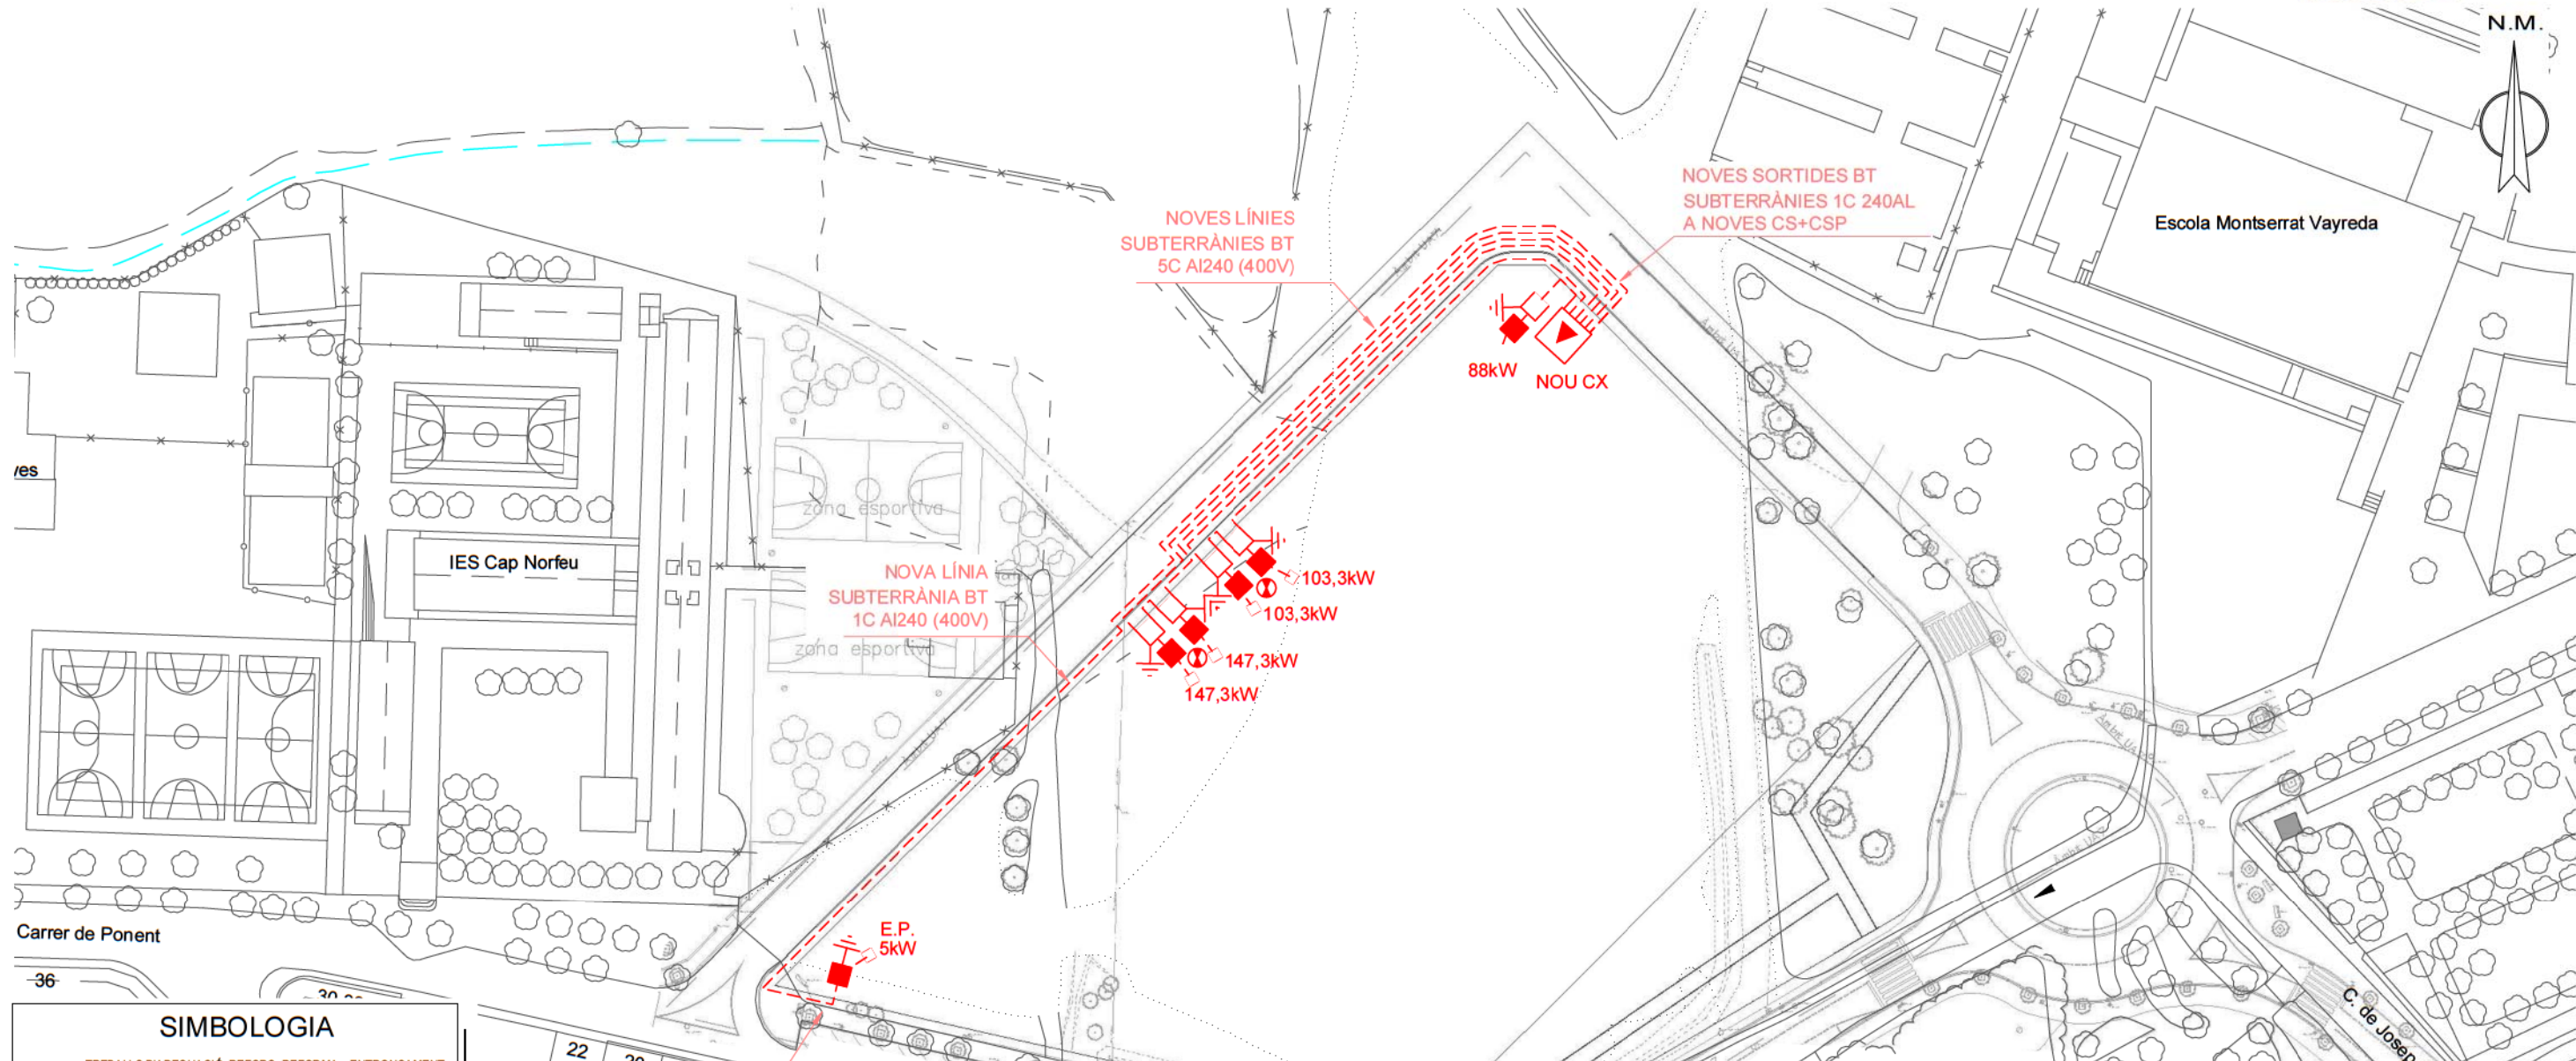 N.M.
NOVES SORTIDES BT
SUBTERRÀNIES 1C 240AL
A NOVES CS+CSP
NOVES LÍNIES
SUBTERRÀNIES BT
5C Al240 (400V)
Escola Montserrat Vayreda
88kW
NOU CX
ves
zona esportiva
IES Cap Norfeu
NOVA LÍNIA
SUBTERRÀNIA BT
1C Al240 (400V)
103,3kW
103,3kW
zona esportiva
147,3kW
147,3kW
E.P.
5kW
Carrer de Ponent
36
SIMBOLOGIA
22
C. de Josep